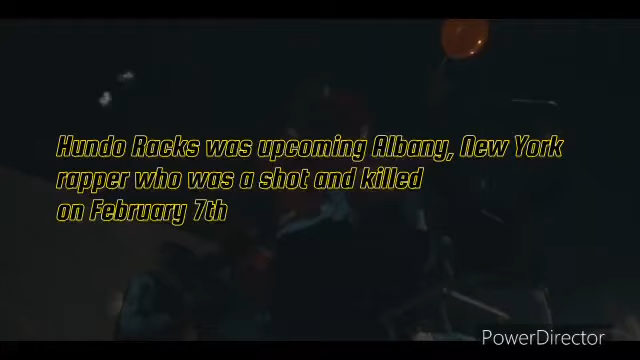 Hundo Racks was upcoming Albany, New York
rapper who was a shot and killed
on February 7th
PowerDirector